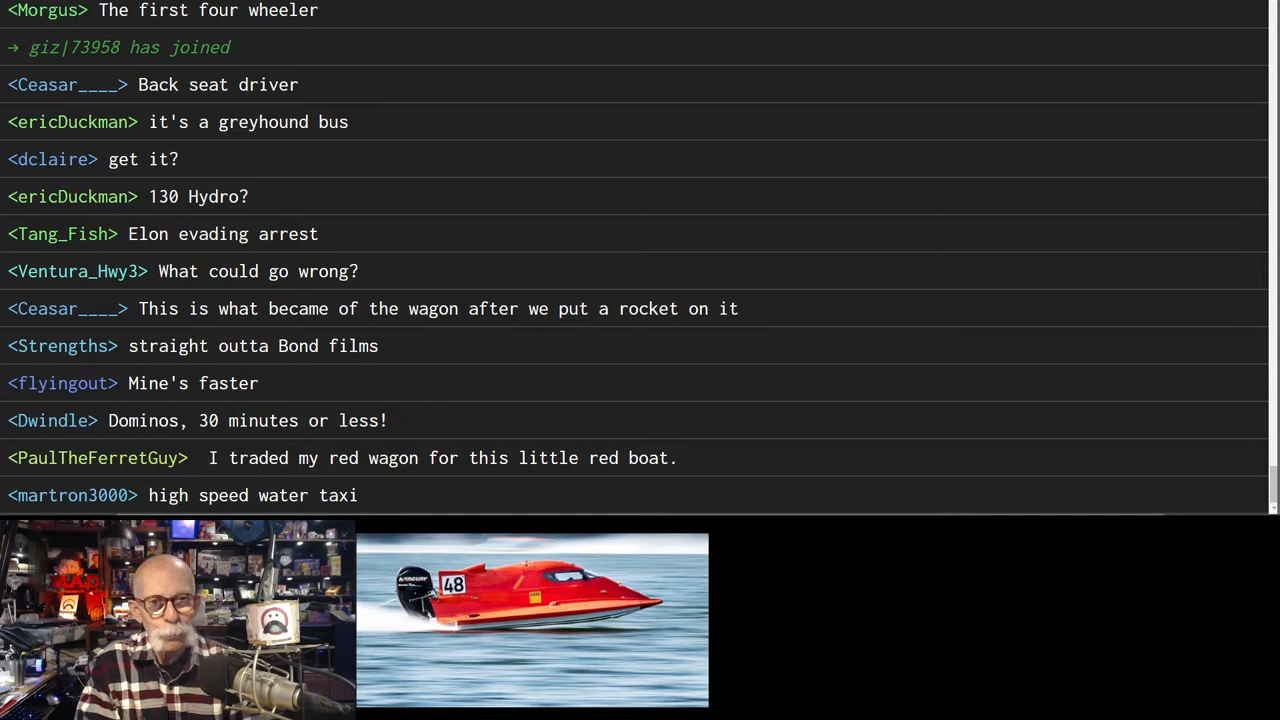 <Morgus> The first four wheeler
→ giz|73958 has joined
<Ceasar____> Back seat driver
<ericDuckman> it's a greyhound bus
<dclaire> get it?
<ericDuckman> 130 Hydro?
<Tang_Fish> Elon evading arrest
<Ventura_Hwy3> What could go wrong?
<Ceasar____> This is what became of the wagon after we put a rocket on it
<Strengths> straight outta Bond films
<flyingout> Mine's faster
<Dwindle> Dominos, 30 minutes or less!
<PaulTheFerretGuy> I traded my red wagon for this little red boat.
<martron3000> high speed water taxi
MAD
MERCURY
48